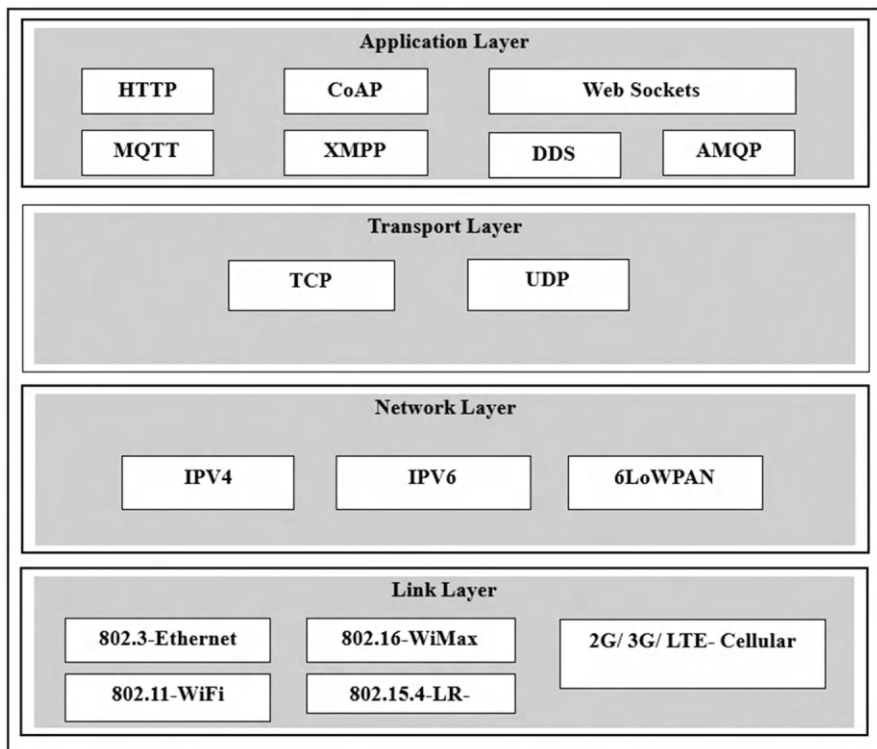 Application Layer
HTTP
CoAP
Web Sockets
MQTT
XMPP
DDS
AMQP
Transport Layer
TCP
UDP
Network Layer
IPV4
IPV6
6LoWPAN
Link Layer
802.3-Ethernet
802.16-WiMax
2G/ 3G/ LTE- Cellular
802.11-WiFi
802.15.4-LR-